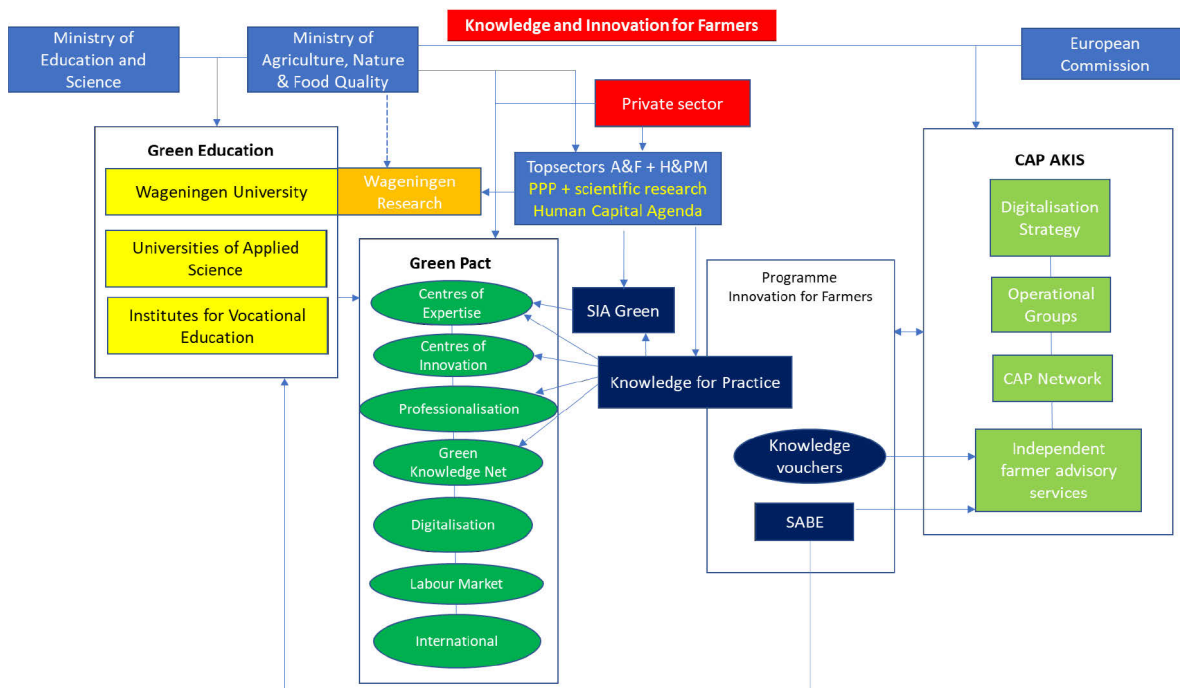 Knowledge and Innovation for Farmers
Ministry of
Education and
Science
Ministry of
Agriculture, Nature
& Food Quality
European
Commission
Private sector
Green Education
Wageningen University
Wageningen
Research
Universities of Applied
Science
Institutes for Vocational
Education
Topsectors A&F + H&PM
PPP + scientific research
Human Capital Agenda
Green Pact
Centres of
Expertise
Centres of
Innovation
Professionalisation
Green
Knowledge Net
Digitalisation
Labour Market
International
SIA Green
Knowledge for Practice
Programme
Innovation for Farmers
Knowledge
vouchers
SABE
CAP AKIS
Digitalisation
Strategy
Operational
Groups
CAP Network
Independent
farmer advisory
services